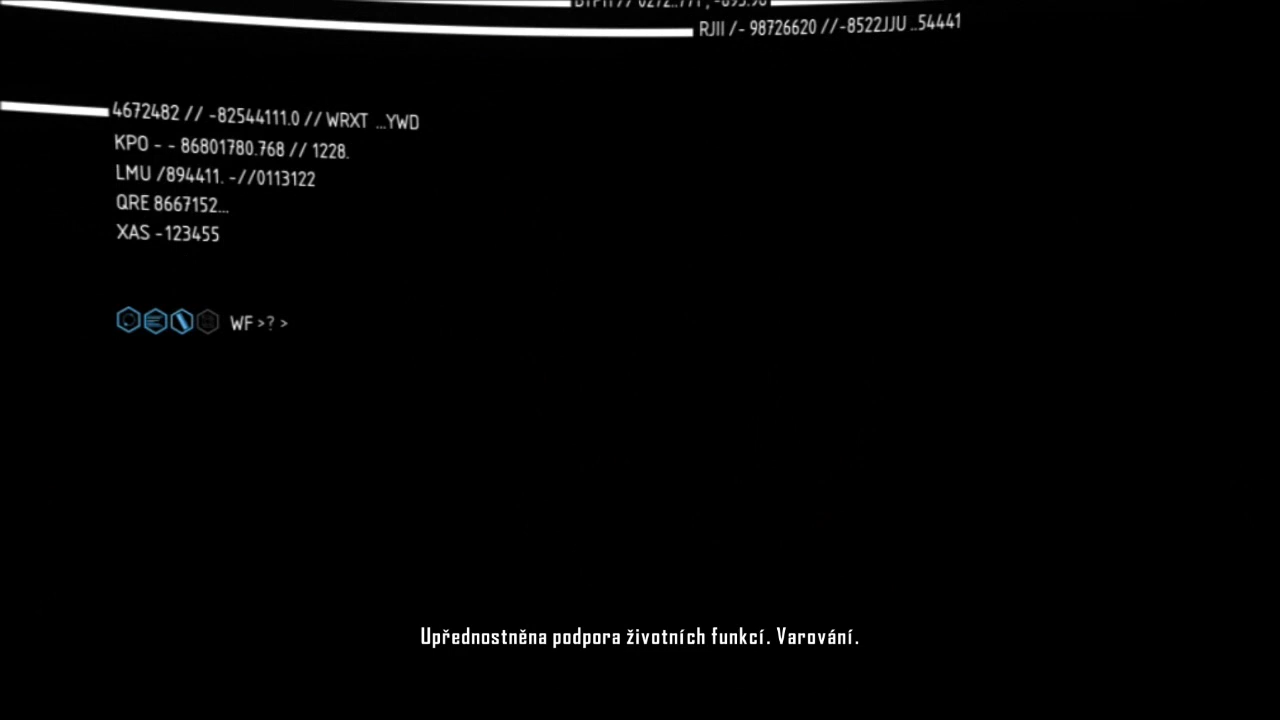 RJII /- 98726620 //-8522JJU ..54441
4672482 // -82544111.0 // WRXT ...YWD
KPO - - 86801780.768 // 1228.
LMU /894411. -//0113122
QRE 8667152...
XAS -123455
WF >? >
Upřednostněna podpora životních funkcí. Varování.